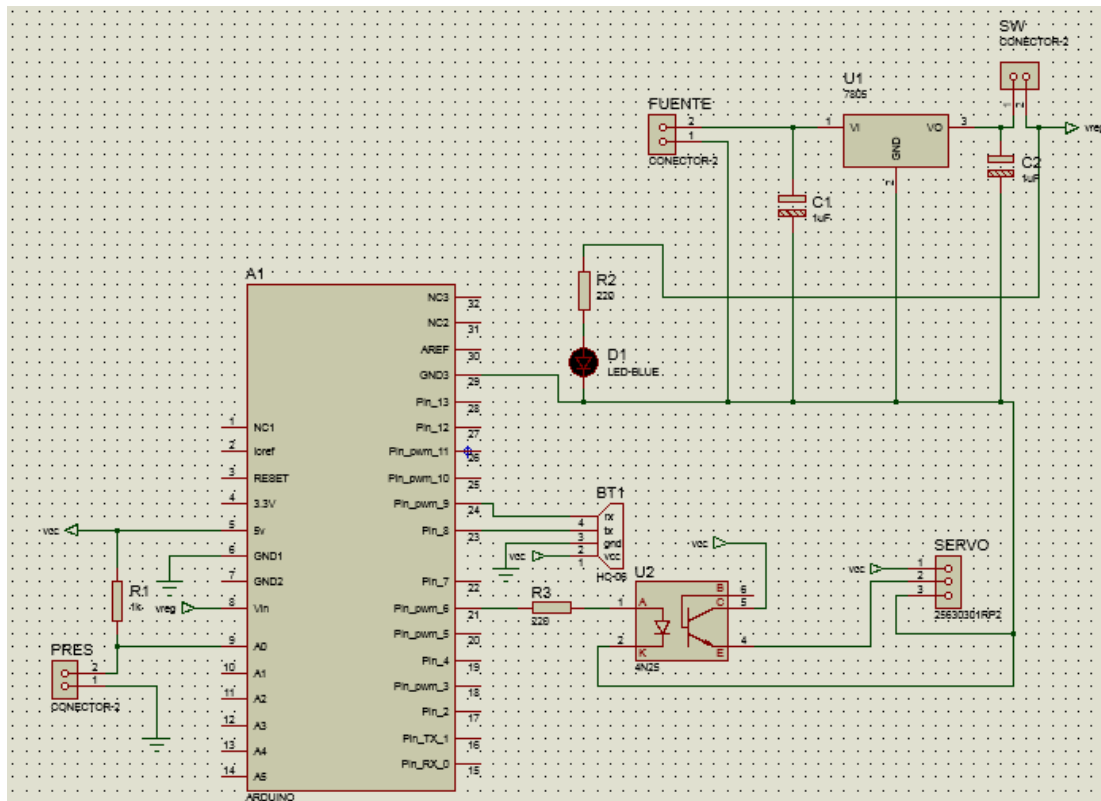 SW
CONECTOR-2
U1
7805
FUENTE
2
1
CONECTOR-2
1
VI
VO
3
GND
2
1
2
vreg
C2
1uF
C1
1uF
R2
220
D1
LED-BLUE
A1
NC3
32
NC2
31
AREF
30
GND3
29
Pin_13
28
Pin_12
27
Pin_pwm_11
26
Pin_pwm_10
25
Pin_pwm_9
24
Pin_8
23
Pin_7
22
Pin_pwm_6
21
Pin_pwm_5
20
Pin_4
19
Pin_pwm_3
18
Pin_2
17
Pin_TX_1
16
Pin_RX_0
15
1
NC1
2
Ioref
3
RESET
4
3.3V
5
5v
6
GND1
7
GND2
8
Vin
9
A0
10
A1
11
A2
12
A3
13
A4
14
A5
ARDUINO
vcc
R1
1k
vreg
PRES
2
1
CONECTOR-2
BT1
rx
4
tx
3
gnd
2
vcc
1
vcc
HC-06
R3
220
U2
1
A
B
6
C
5
2
K
E
4
4N25
vcc
SERVO
vcc
1
2
3
25630301RP2